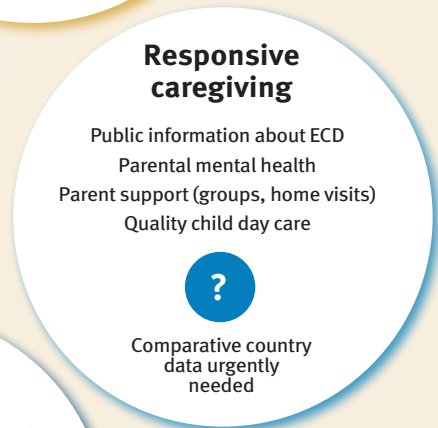 Responsive
caregiving
Public information about ECD
Parental mental health
Parent support (groups, home visits)
Quality child day care
?
Comparative country
data urgently
needed